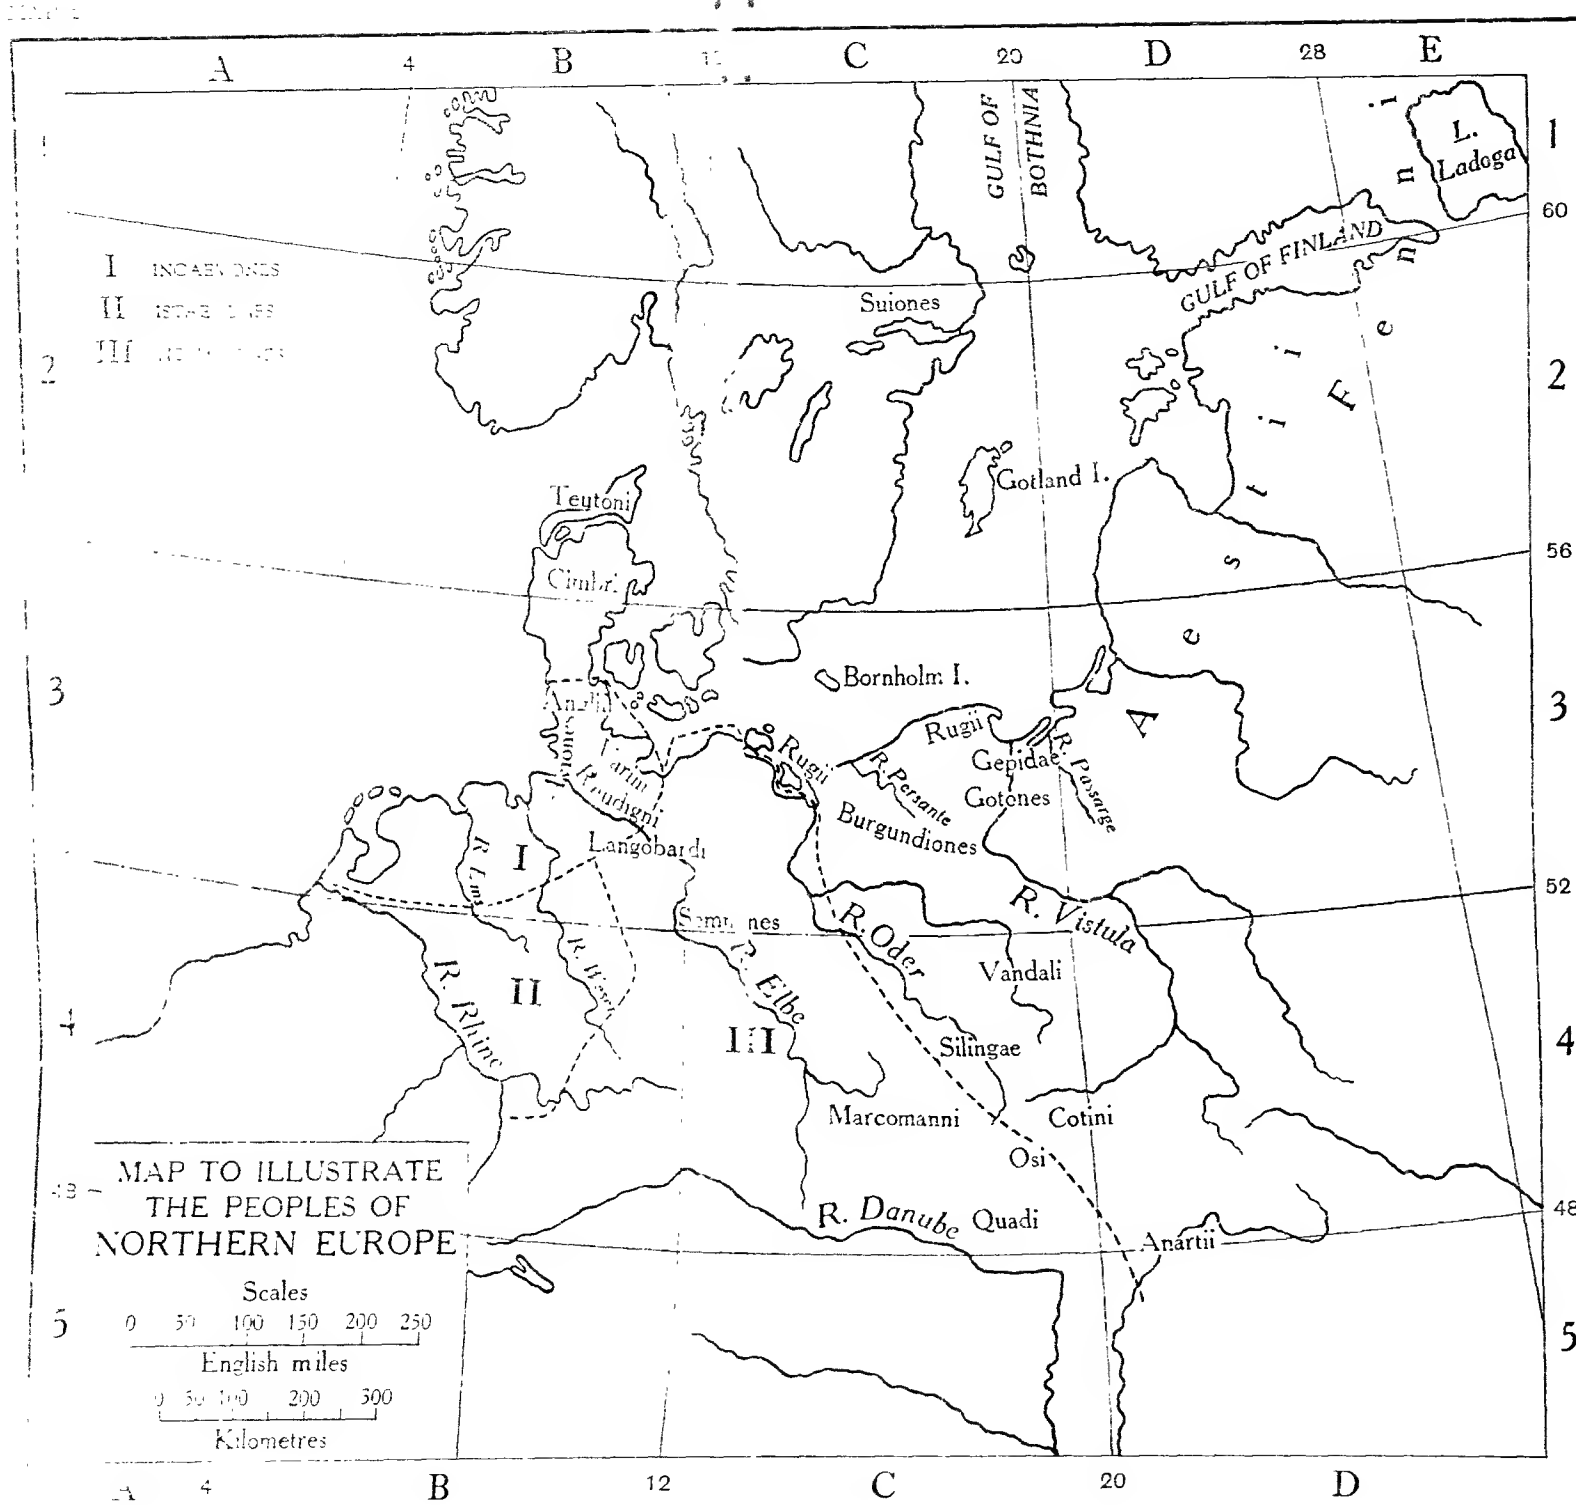 A 4 B C 20 D 28 E
1 1
GULF OF
BOTHNIA
L.
Ladoga
60
I
II
III
GULF OF FINLAND
Fenni
Suiones
2 2
Aestii
Gotland I.
Teutoni
56
Cimbri
3 3
Bornholm I.
Anglii
Rugii
Rugii
Gepidae
R. Passarge
R. Persante
Gotones
Reudigni
Burgundiones
Langobardi
I
R. Ems
52
R. Vistula
R. Oder
R. Elbe
R. Weser
Vandali
II
R. Rhine
4 4
III
Silingae
Marcomanni
Cotini
Osi
MAP TO ILLUSTRATE
THE PEOPLES OF
NORTHERN EUROPE
48
R. Danube
Quadi
Anartii
Scales
0 50 100 150 200 250
English miles
0 50 100 200 300
Kilometres
5 5
A 4 B 12 C 20 D